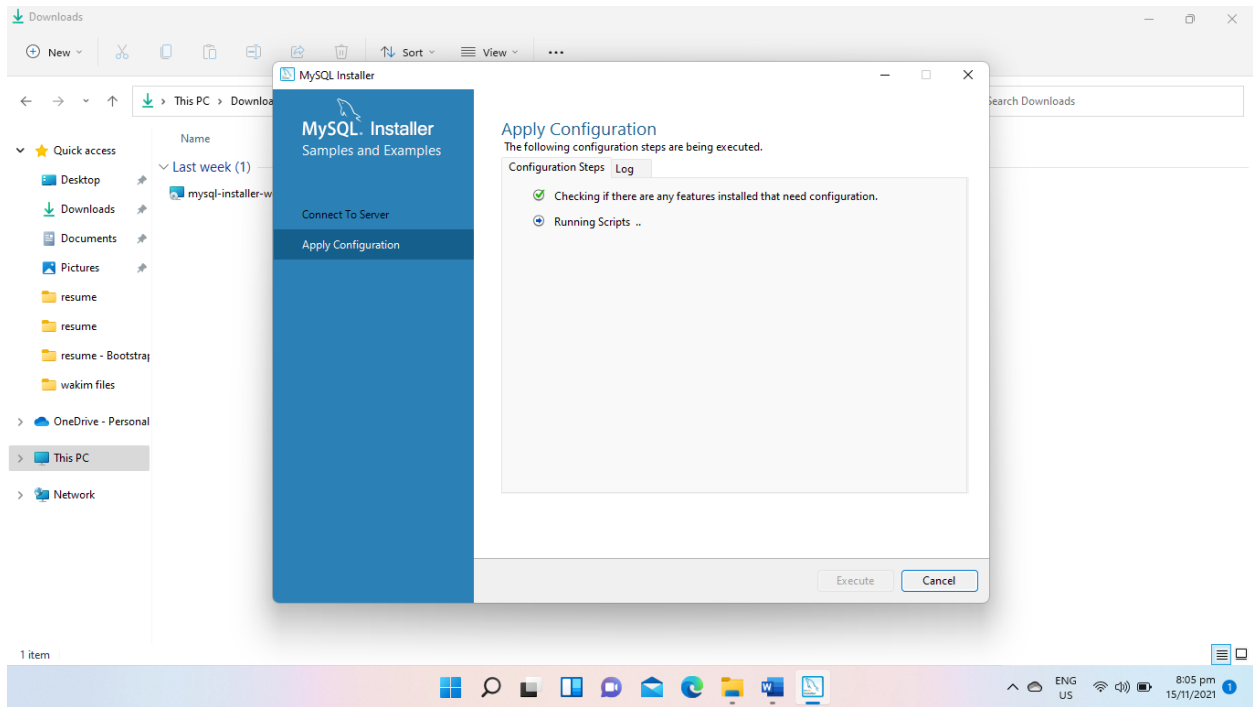 Downloads
New
Sort
View
MySQL Installer
This PC > Downloa
Search Downloads
Quick access
Desktop
Downloads
Documents
Pictures
resume
resume
resume - Bootstrap
wakim files
OneDrive - Personal
This PC
Network
Name
Last week (1)
mysql-installer-w
MySQL. Installer
Samples and Examples
Connect To Server
Apply Configuration
Apply Configuration
The following configuration steps are being executed.
Configuration Steps Log
Checking if there are any features installed that need configuration.
Running Scripts ..
Execute Cancel
1 item
ENG
US
8:05 pm
15/11/2021
1